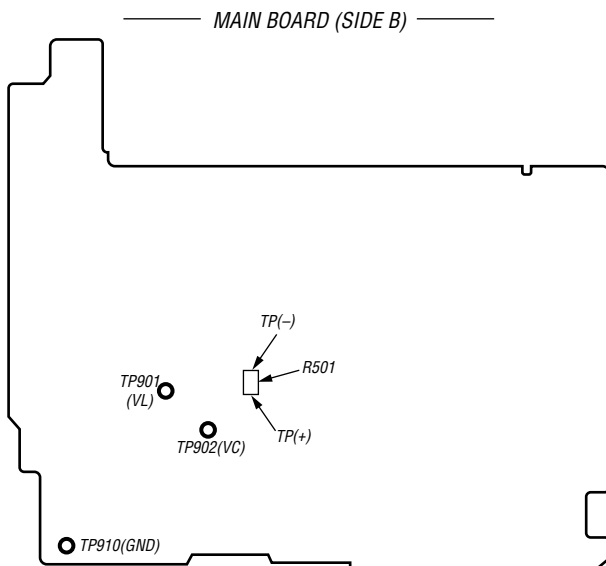 MAIN BOARD (SIDE B)
TP(–)
R501
TP901
(VL)
TP(+)
TP902(VC)
TP910(GND)